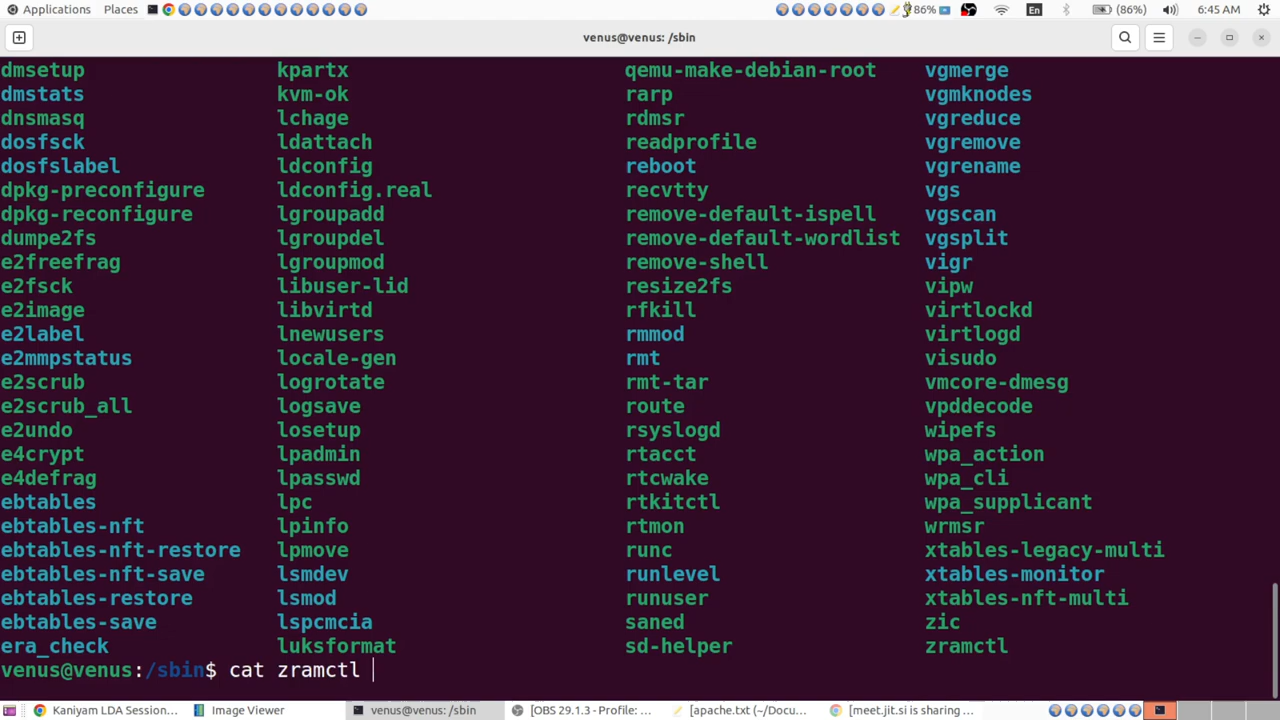 Applications Places 86% En (86%) 6:45 AM
venus@venus: /sbin
dmsetup kpartx qemu-make-debian-root vgmerge
dmstats kvm-ok rarp vgmknodes
dnsmasq lchage rdmsr vgreduce
dosfsck ldattach readprofile vgremove
dosfslabel ldconfig reboot vgrename
dpkg-preconfigure ldconfig.real recvtty vgs
dpkg-reconfigure lgroupadd remove-default-ispell vgscan
dumpe2fs lgroupdel remove-default-wordlist vgsplit
e2freefrag lgroupmod remove-shell vigr
e2fsck libuser-lid resize2fs vipw
e2image libvirtd rfkill virtlockd
e2label lnewusers rmmod virtlogd
e2mmpstatus locale-gen rmt visudo
e2scrub logrotate rmt-tar vmcore-dmesg
e2scrub_all logsave route vpddecode
e2undo losetup rsyslogd wipefs
e4crypt lpadmin rtacct wpa_action
e4defrag lpasswd rtcwake wpa_cli
ebtables lpc rtkitctl wpa_supplicant
ebtables-nft lpinfo rtmon wrmsr
ebtables-nft-restore lpmove runc xtables-legacy-multi
ebtables-nft-save lsmdev runlevel xtables-monitor
ebtables-restore lsmod runuser xtables-nft-multi
ebtables-save lspcmcia saned zic
era_check luksformat sd-helper zramctl
venus@venus:/sbin$ cat zramctl
Kaniyam LDA Session... Image Viewer venus@venus: /sbin [OBS 29.1.3 - Profile: ... [apache.txt (~/Docu... [meet.jit.si is sharing ...